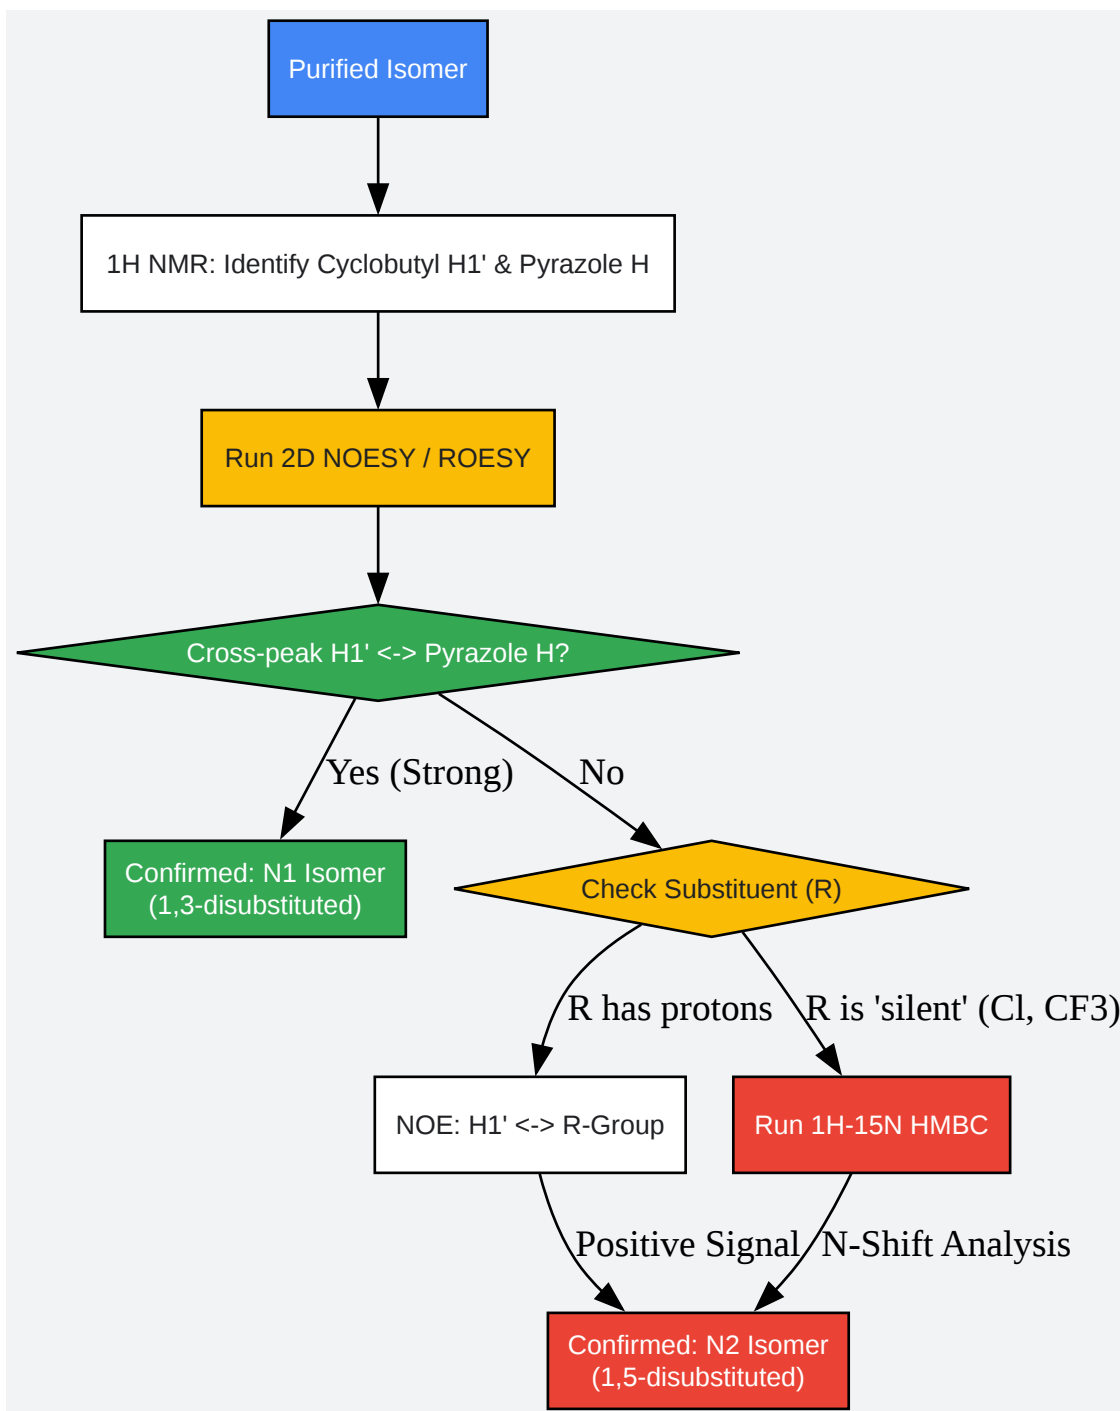 Purified Isomer
1H NMR: Identify Cyclobutyl H1' & Pyrazole H
Run 2D NOESY / ROESY
Cross-peak H1' <-> Pyrazole H?
Yes (Strong)
No
Confirmed: N1 Isomer
(1,3-disubstituted)
Check Substituent (R)
R has protons
R is 'silent' (Cl, CF3)
NOE: H1' <-> R-Group
Run 1H-15N HMBC
Positive Signal
N-Shift Analysis
Confirmed: N2 Isomer
(1,5-disubstituted)